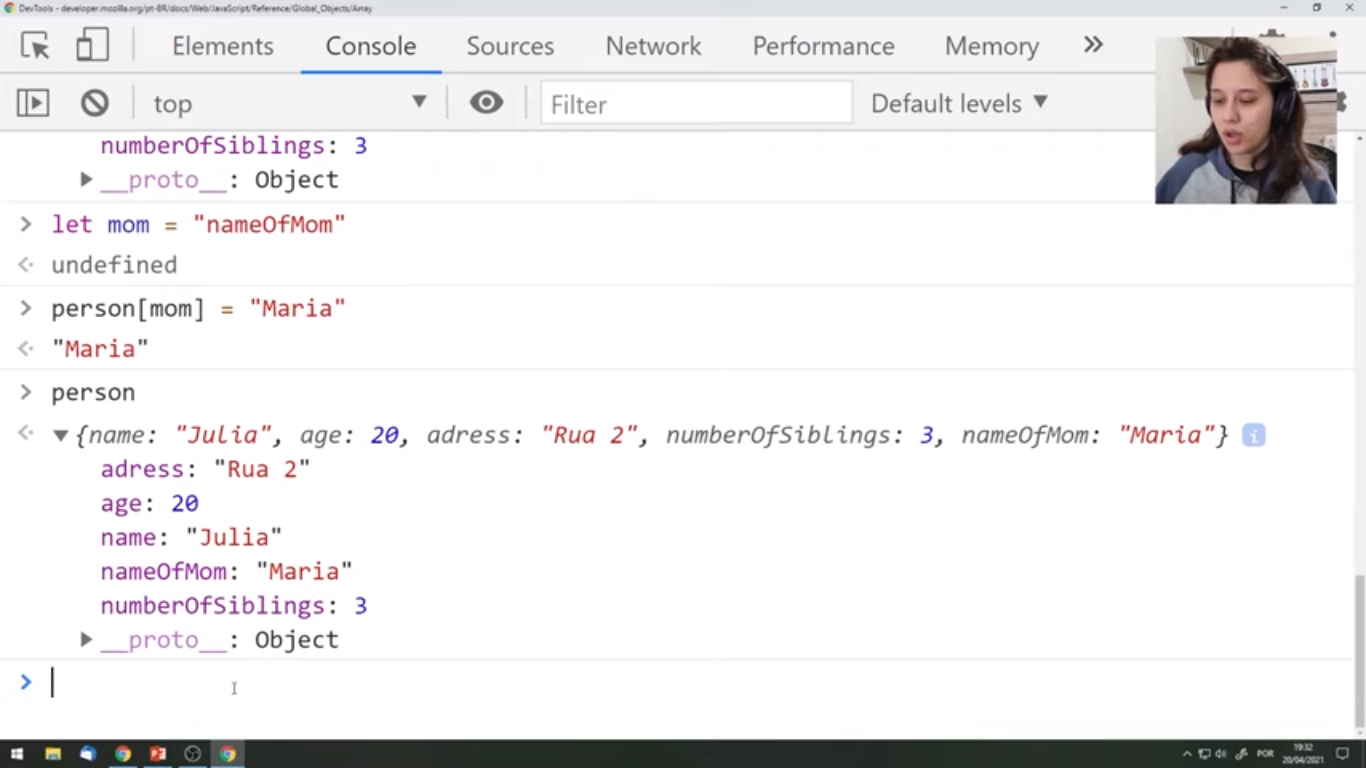 DevTools - developer.mozilla.org/pt-BR/docs/Web/JavaScript/Reference/Global_Objects/Array
Elements Console Sources Network Performance Memory
top Filter Default levels
numberOfSiblings: 3
__proto__: Object
let mom = "nameOfMom"
undefined
person[mom] = "Maria"
"Maria"
person
{name: "Julia", age: 20, adress: "Rua 2", numberOfSiblings: 3, nameOfMom: "Maria"}
adress: "Rua 2"
age: 20
name: "Julia"
nameOfMom: "Maria"
numberOfSiblings: 3
__proto__: Object
POR
19:32
20/04/2021